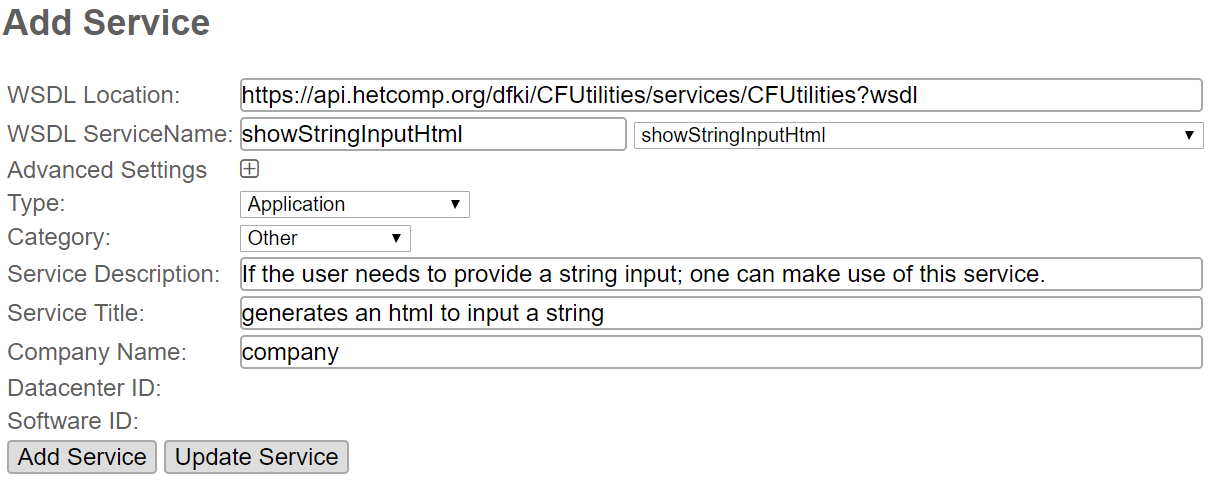 Add Service
WSDL Location: https://api.hetcomp.org/dfki/CFUtilities/services/CFUtilities?wsdl
WSDL ServiceName: showStringInputHtml showStringInputHtml
Advanced Settings
Type: Application
Category: Other
Service Description: If the user needs to provide a string input; one can make use of this service.
Service Title: generates an html to input a string
Company Name: company
Datacenter ID:
Software ID:
Add Service Update Service